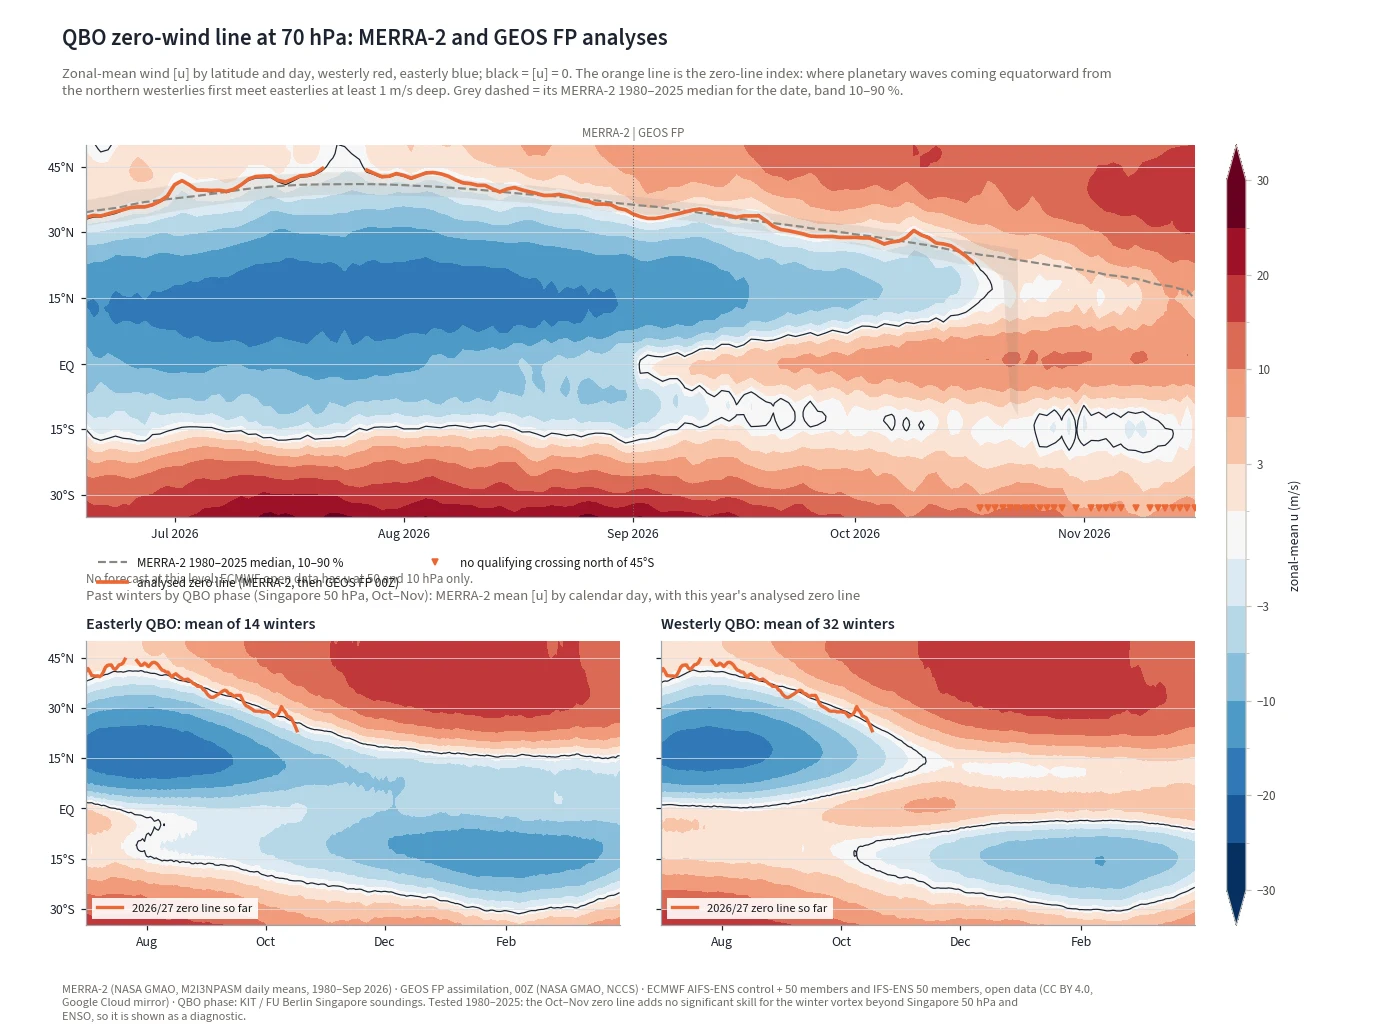 QBO zero-wind line at 70 hPa: MERRA-2 and GEOS FP analyses
Zonal-mean wind [u] by latitude and day, westerly red, easterly blue; black = [u] = 0. The orange line is the zero-line index: where planetary waves coming equatorward from
the northern westerlies first meet easterlies at least 1 m/s deep. Grey dashed = its MERRA-2 1980–2025 median for the date, band 10–90 %.
MERRA-2 | GEOS FP
45°N
30°N
15°N
EQ
15°S
30°S
Jul 2026
Aug 2026
Sep 2026
Oct 2026
Nov 2026
30
20
10
3
−3
−10
−20
−30
zonal-mean u (m/s)
MERRA-2 1980–2025 median, 10–90 %
no qualifying crossing north of 45°S
No forecast at this level: ECMWF open data has u at 50 and 10 hPa only.
analysed zero line (MERRA-2, then GEOS FP 00Z)
Past winters by QBO phase (Singapore 50 hPa, Oct–Nov): MERRA-2 mean [u] by calendar day, with this year's analysed zero line
Easterly QBO: mean of 14 winters
45°N
30°N
15°N
EQ
15°S
30°S
2026/27 zero line so far
Aug
Oct
Dec
Feb
Westerly QBO: mean of 32 winters
2026/27 zero line so far
Aug
Oct
Dec
Feb
MERRA-2 (NASA GMAO, M2I3NPASM daily means, 1980–Sep 2026) · GEOS FP assimilation, 00Z (NASA GMAO, NCCS) · ECMWF AIFS-ENS control + 50 members and IFS-ENS 50 members, open data (CC BY 4.0,
Google Cloud mirror) · QBO phase: KIT / FU Berlin Singapore soundings. Tested 1980–2025: the Oct–Nov zero line adds no significant skill for the winter vortex beyond Singapore 50 hPa and
ENSO, so it is shown as a diagnostic.